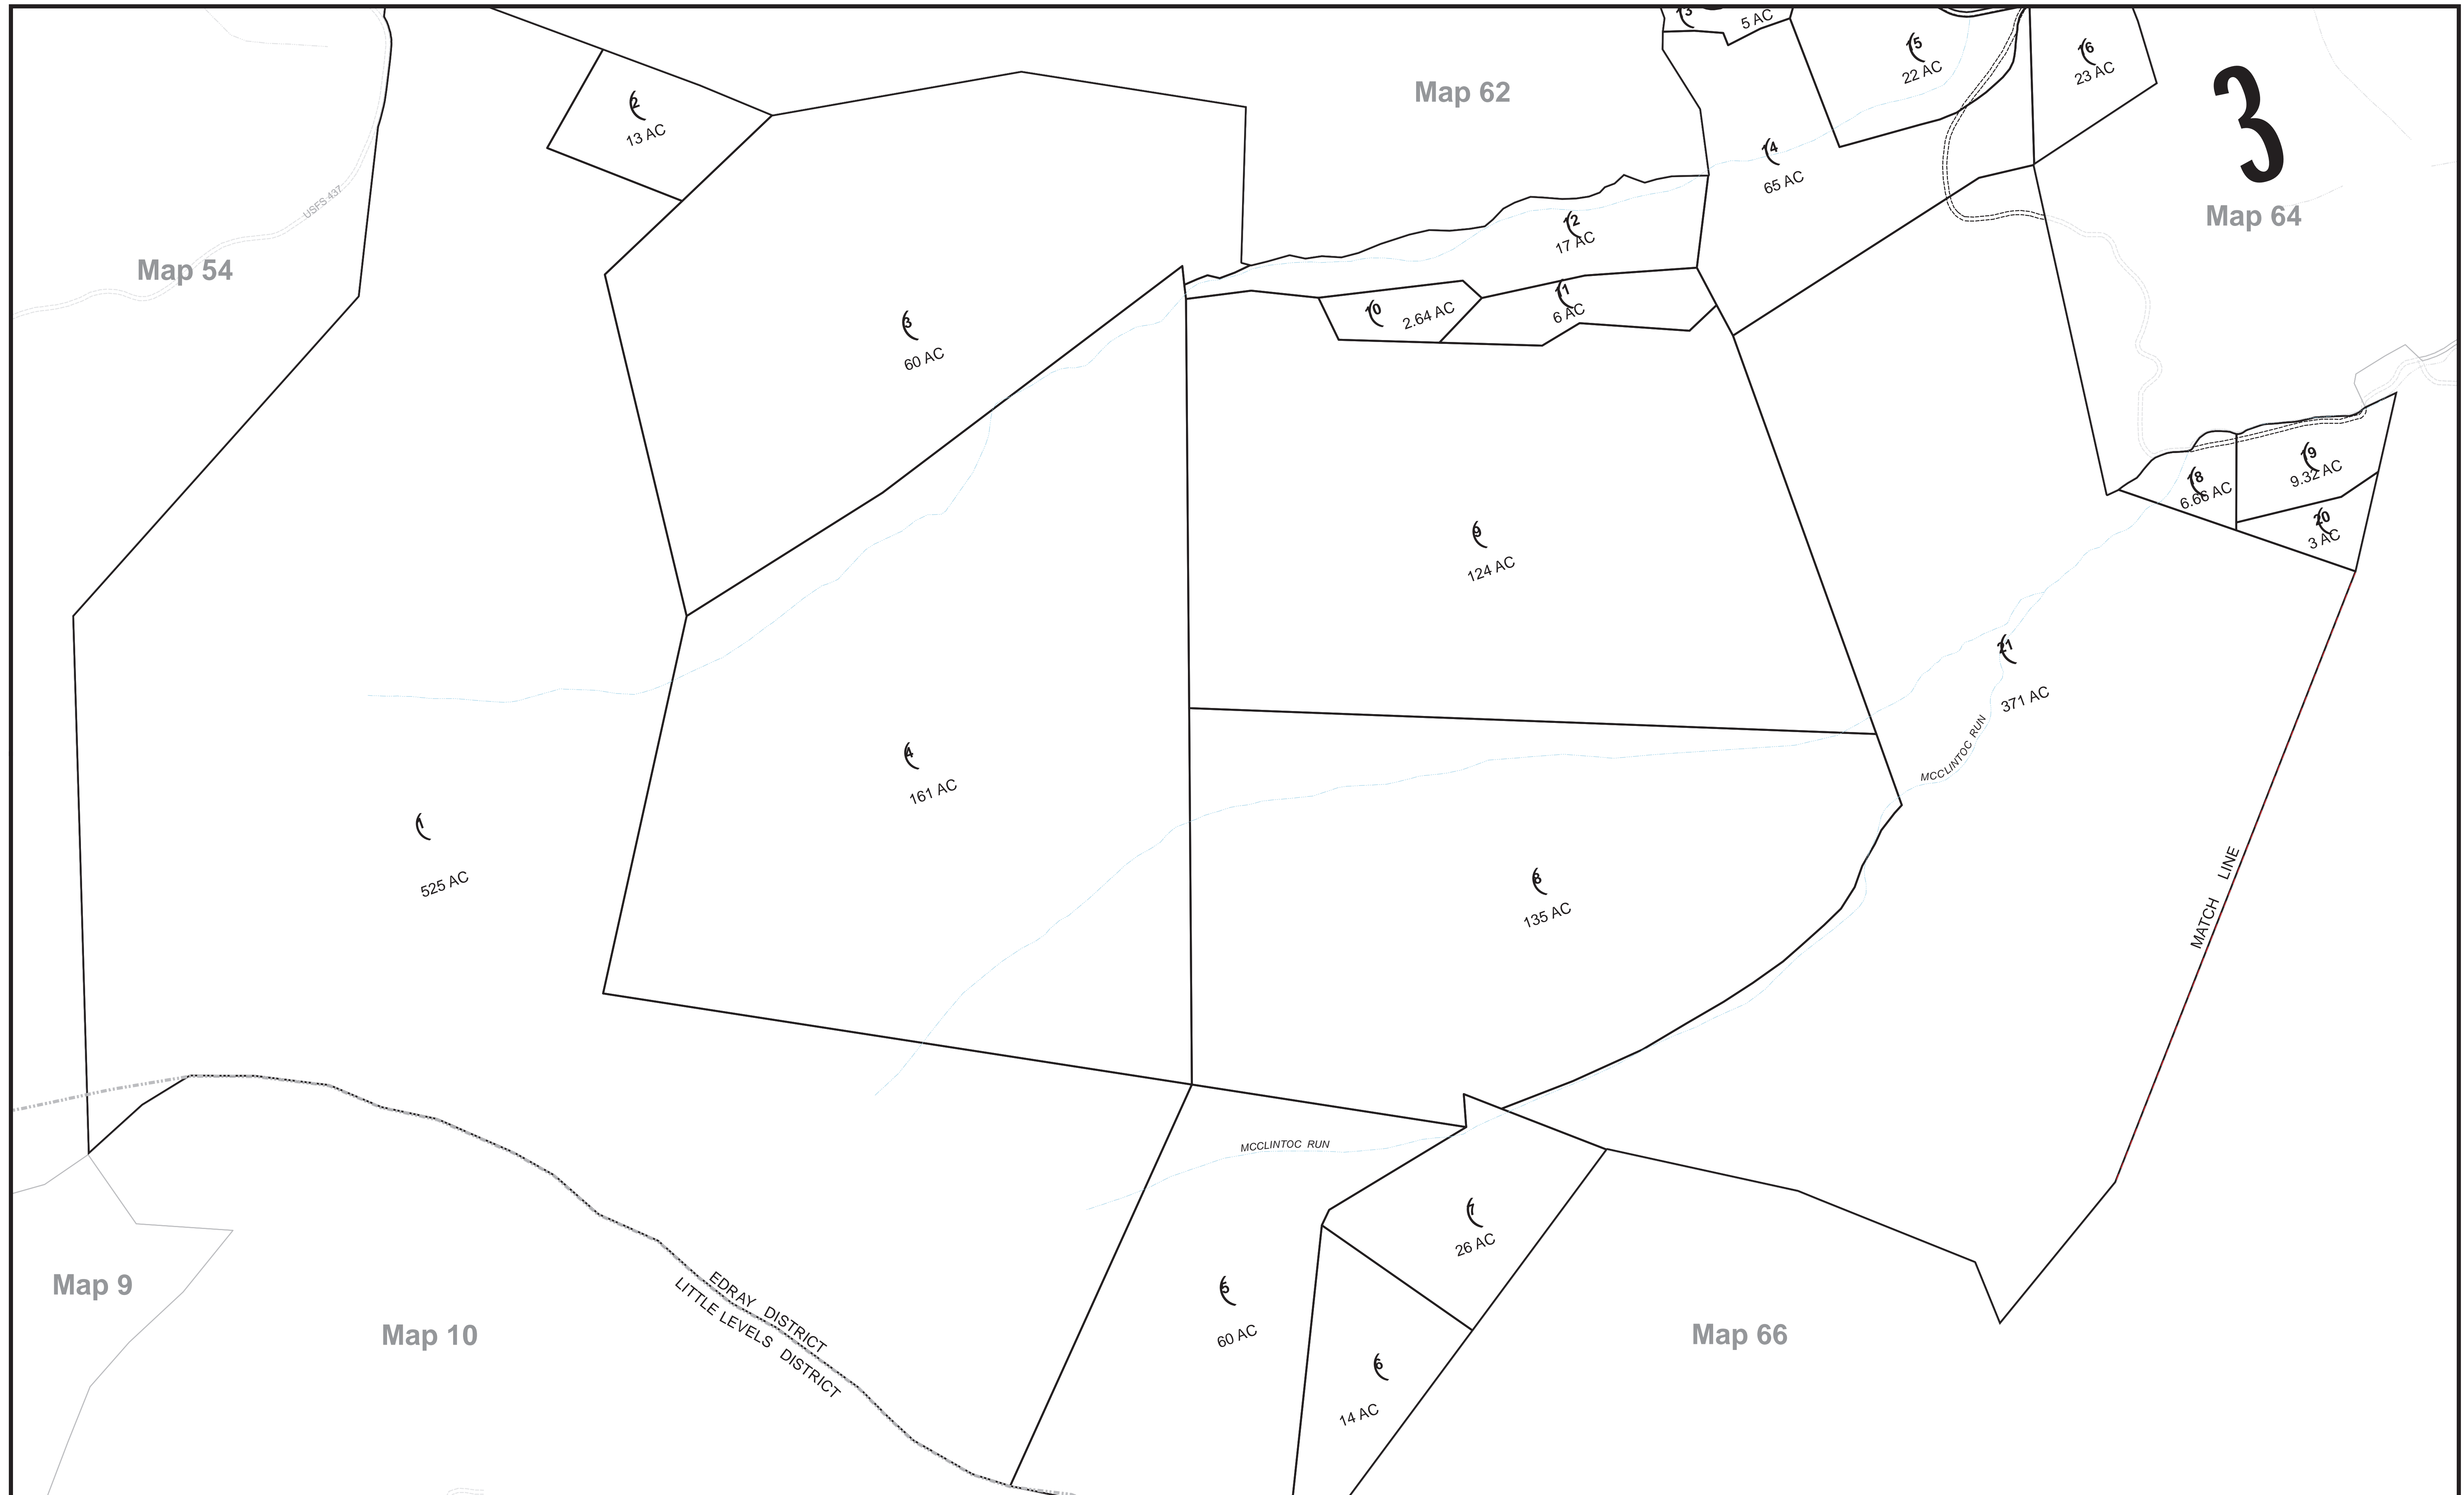 13
5 AC
15
22 AC
16
23 AC
3
Map 62
2
13 AC
14
65 AC
USFS 437
Map 64
12
17 AC
Map 54
10
2.64 AC
11
6 AC
3
60 AC
19
9.32 AC
18
6.66 AC
20
3 AC
9
124 AC
21
371 AC
MCCLINTOC RUN
4
161 AC
1
525 AC
8
135 AC
MATCH LINE
MCCLINTOC RUN
7
26 AC
Map 9
EDRAY DISTRICT
LITTLE LEVELS DISTRICT
5
60 AC
Map 10
Map 66
6
14 AC